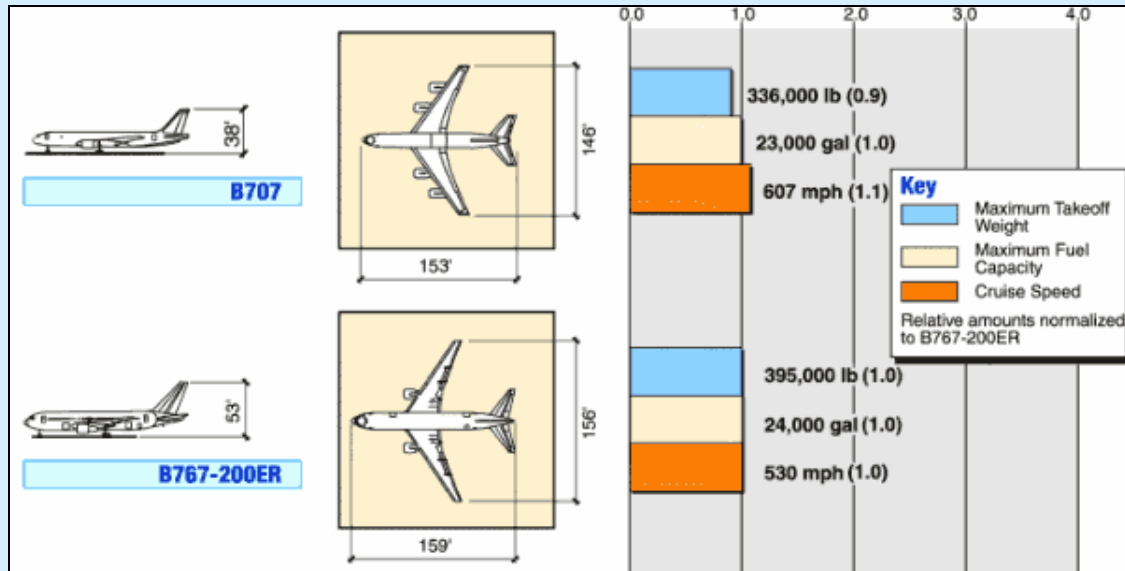 0.0 1.0 2.0 3.0 4.0
38'
B707
146'
153'
336,000 lb (0.9)
23,000 gal (1.0)
607 mph (1.1)
Key
Maximum Takeoff
Weight
Maximum Fuel
Capacity
Cruise Speed
Relative amounts normalized
to B767-200ER
53'
B767-200ER
156'
159'
395,000 lb (1.0)
24,000 gal (1.0)
530 mph (1.0)